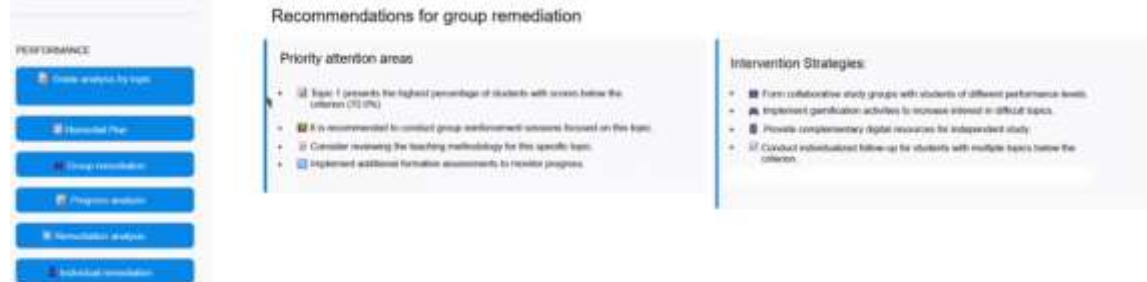 Recommendations for group remediation
PERFORMANCE
Grade analysis by topic
Remedial Plan
Group remediation
Progress analysis
Remediation analysis
Individual remediation
Priority attention areas
Topic 1 presents the highest percentage of students with scores below the
criterion (70.0%)
It is recommended to conduct group reinforcement sessions focused on this topic.
Consider reviewing the teaching methodology for this specific topic.
Implement additional formation assessments to monitor progress.
Intervention Strategies:
Form collaborative study groups with students of different performance levels.
Implement gamification activities to increase interest in difficult topics.
Provide complementary digital resources for independent study.
Conduct individualized follow-up for students with multiple topics below the
criterion.